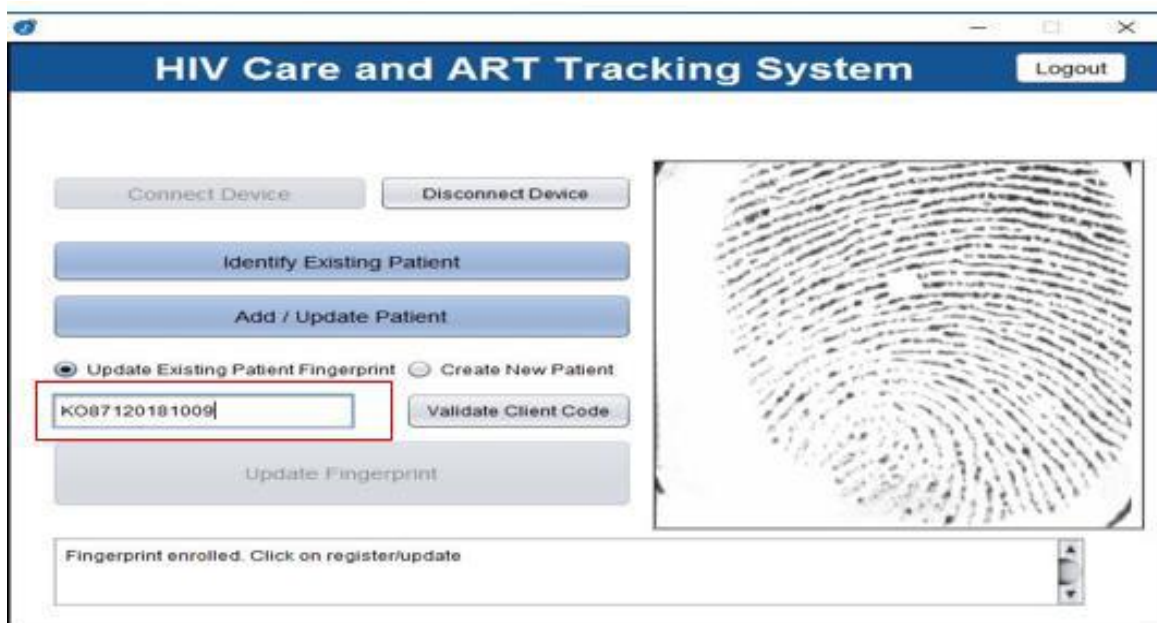 HIV Care and ART Tracking System
Logout
Connect Device
Disconnect Device
Identify Existing Patient
Add / Update Patient
Update Existing Patient Fingerprint
Create New Patient
KO87120181009
Validate Client Code
Update Fingerprint
Fingerprint enrolled. Click on register/update